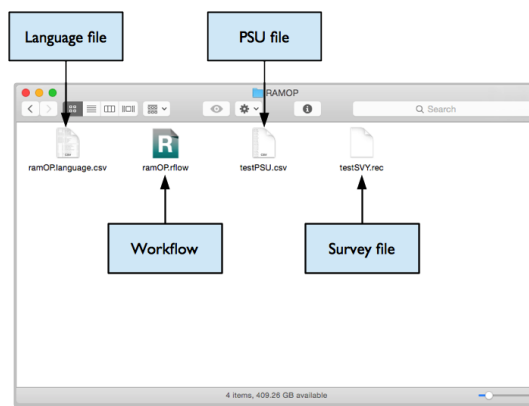 Language file
PSU file
RAMOP
Search
ramOP.language.csv
ramOP.rflow
testPSU.csv
testSVY.rec
Workflow
Survey file
4 items, 409.26 GB available